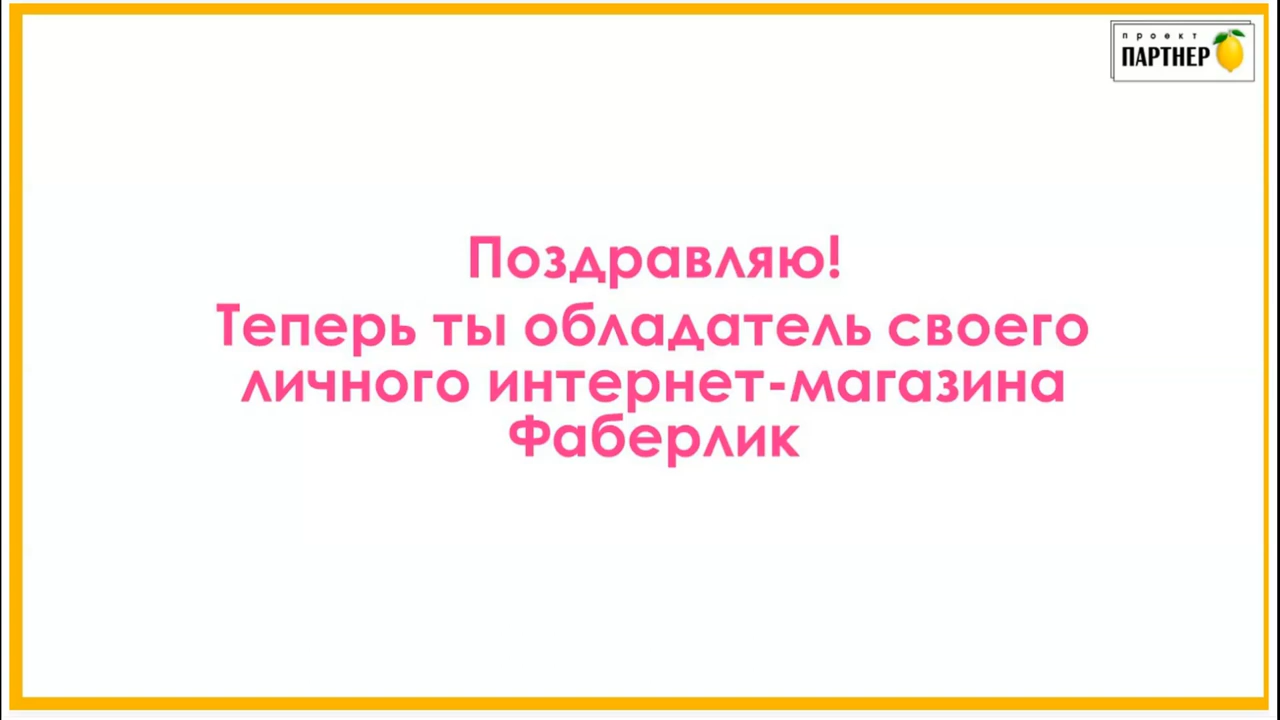 проект
ПАРТНЕР
Поздравляю!
Теперь ты обладатель своего
личного интернет-магазина
Фаберлик